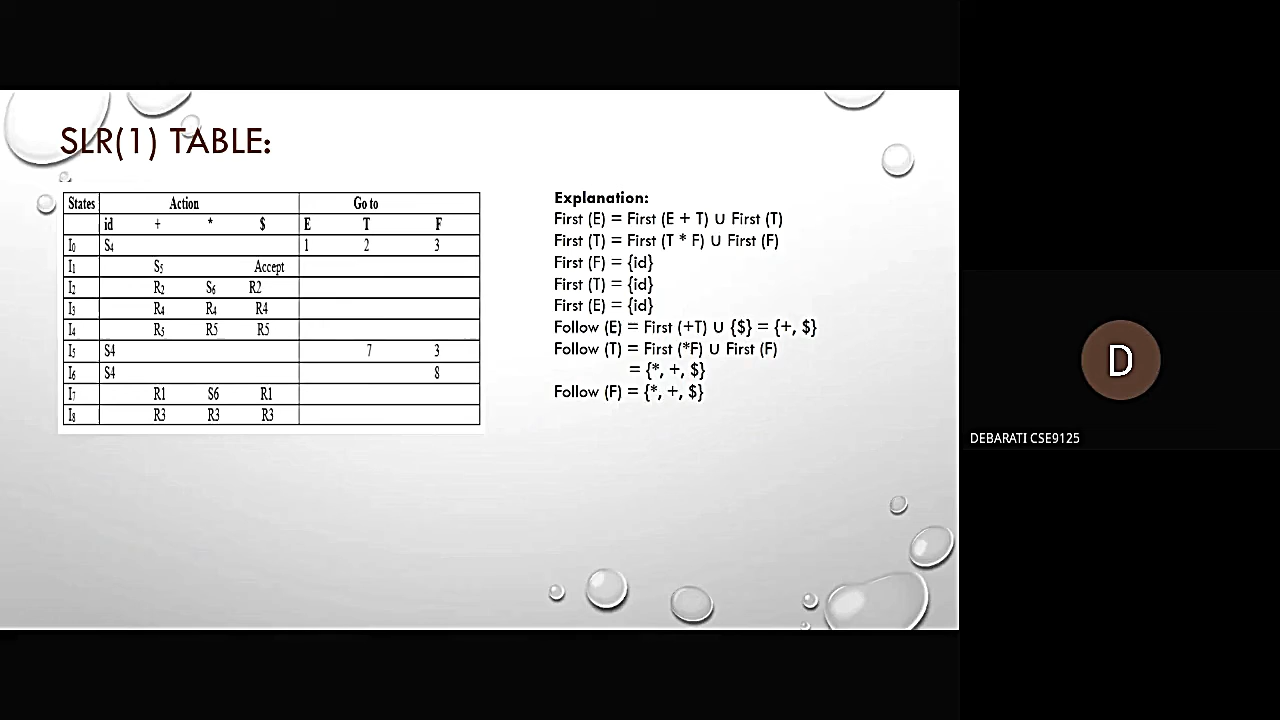 SLR(1) TABLE:
States Action Go to
id + * $ E T F
I0 S4 1 2 3
I1 S5 Accept
I2 R2 S6 R2
I3 R4 R4 R4
I4 R5 R5 R5
I5 S4 7 3
I6 S4 8
I7 R1 S6 R1
I8 R3 R3 R3
Explanation:
First (E) = First (E + T) ∪ First (T)
First (T) = First (T * F) ∪ First (F)
First (F) = {id}
First (T) = {id}
First (E) = {id}
Follow (E) = First (+T) ∪ {$} = {+, $}
Follow (T) = First (*F) ∪ First (F)
= {*, +, $}
Follow (F) = {*, +, $}
D
DEBARATI CSE9125